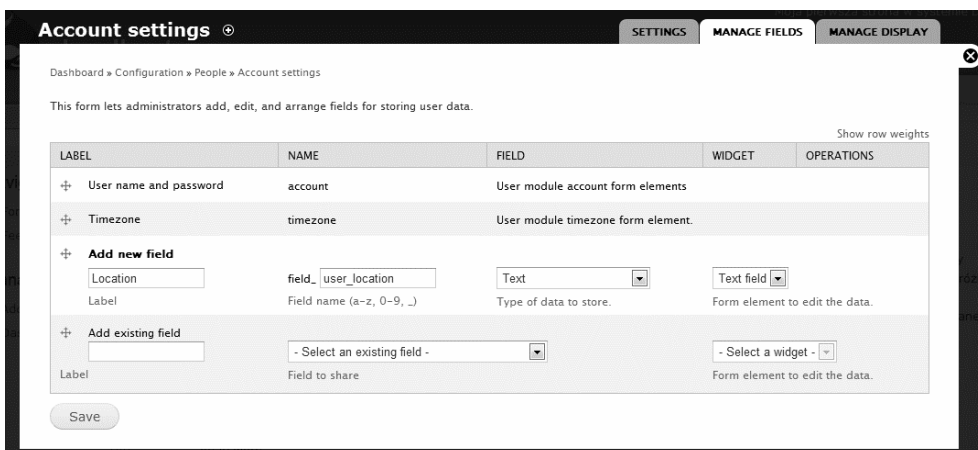 Account settings
SETTINGS MANAGE FIELDS MANAGE DISPLAY
Dashboard » Configuration » People » Account settings
This form lets administrators add, edit, and arrange fields for storing user data.
Show row weights
LABEL NAME FIELD WIDGET OPERATIONS
User name and password account User module account form elements
Timezone timezone User module timezone form element.
Add new field
Location field_ user_location Text Text field
Label Field name (a-z, 0-9, _) Type of data to store. Form element to edit the data.
Add existing field
- Select an existing field - - Select a widget -
Label Field to share Form element to edit the data.
Save